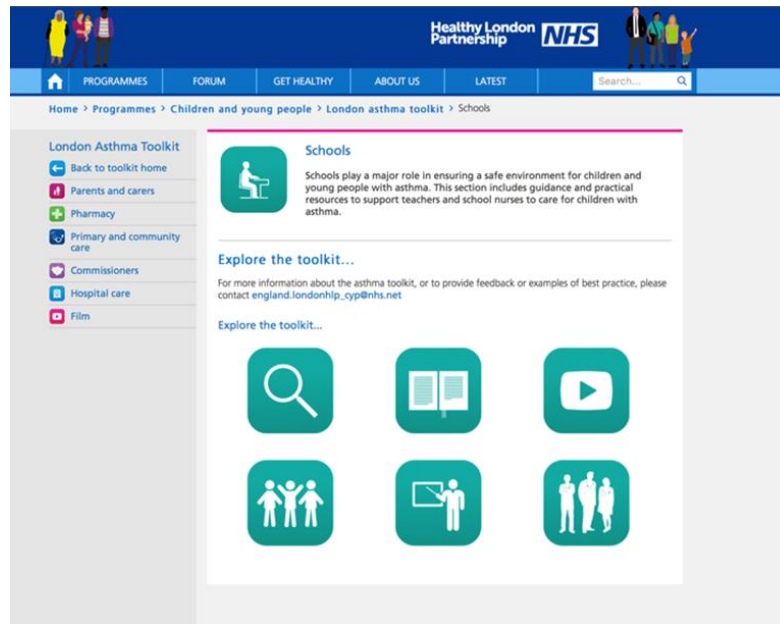 Healthy London
Partnership
NHS
PROGRAMMES
FORUM
GET HEALTHY
ABOUT US
LATEST
Search...
Home > Programmes > Children and young people > London asthma toolkit > Schools
London Asthma Toolkit
Back to toolkit home
Parents and carers
Pharmacy
Primary and community
care
Commissioners
Hospital care
Film
Schools
Schools play a major role in ensuring a safe environment for children and
young people with asthma. This section includes guidance and practical
resources to support teachers and school nurses to care for children with
asthma.
Explore the toolkit...
For more information about the asthma toolkit, or to provide feedback or examples of best practice, please
contact england.londonhlp_cyp@nhs.net
Explore the toolkit...